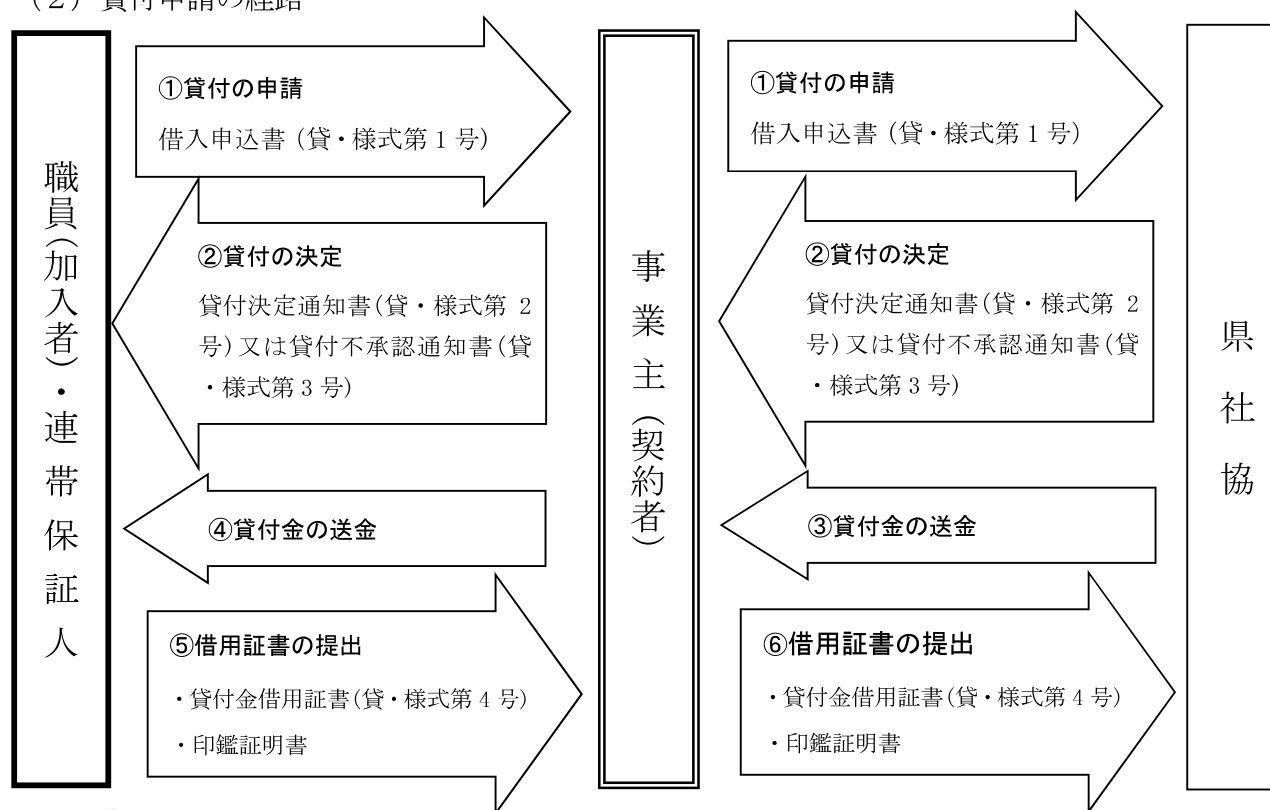 (2) 貸付申請の経路
職員(加入者)・連帯保証人
①貸付の申請
借入申込書(貸・様式第1号)
②貸付の決定
貸付決定通知書(貸・様式第 2
号)又は貸付不承認通知書(貸
・様式第3号)
④貸付金の送金
⑤借用証書の提出
・貸付金借用証書(貸・様式第4号)
・印鑑証明書
事業主(契約者)
①貸付の申請
借入申込書(貸・様式第1号)
②貸付の決定
貸付決定通知書(貸・様式第 2
号)又は貸付不承認通知書(貸
・様式第3号)
③貸付金の送金
⑥借用証書の提出
・貸付金借用証書(貸・様式第4号)
・印鑑証明書
県社協